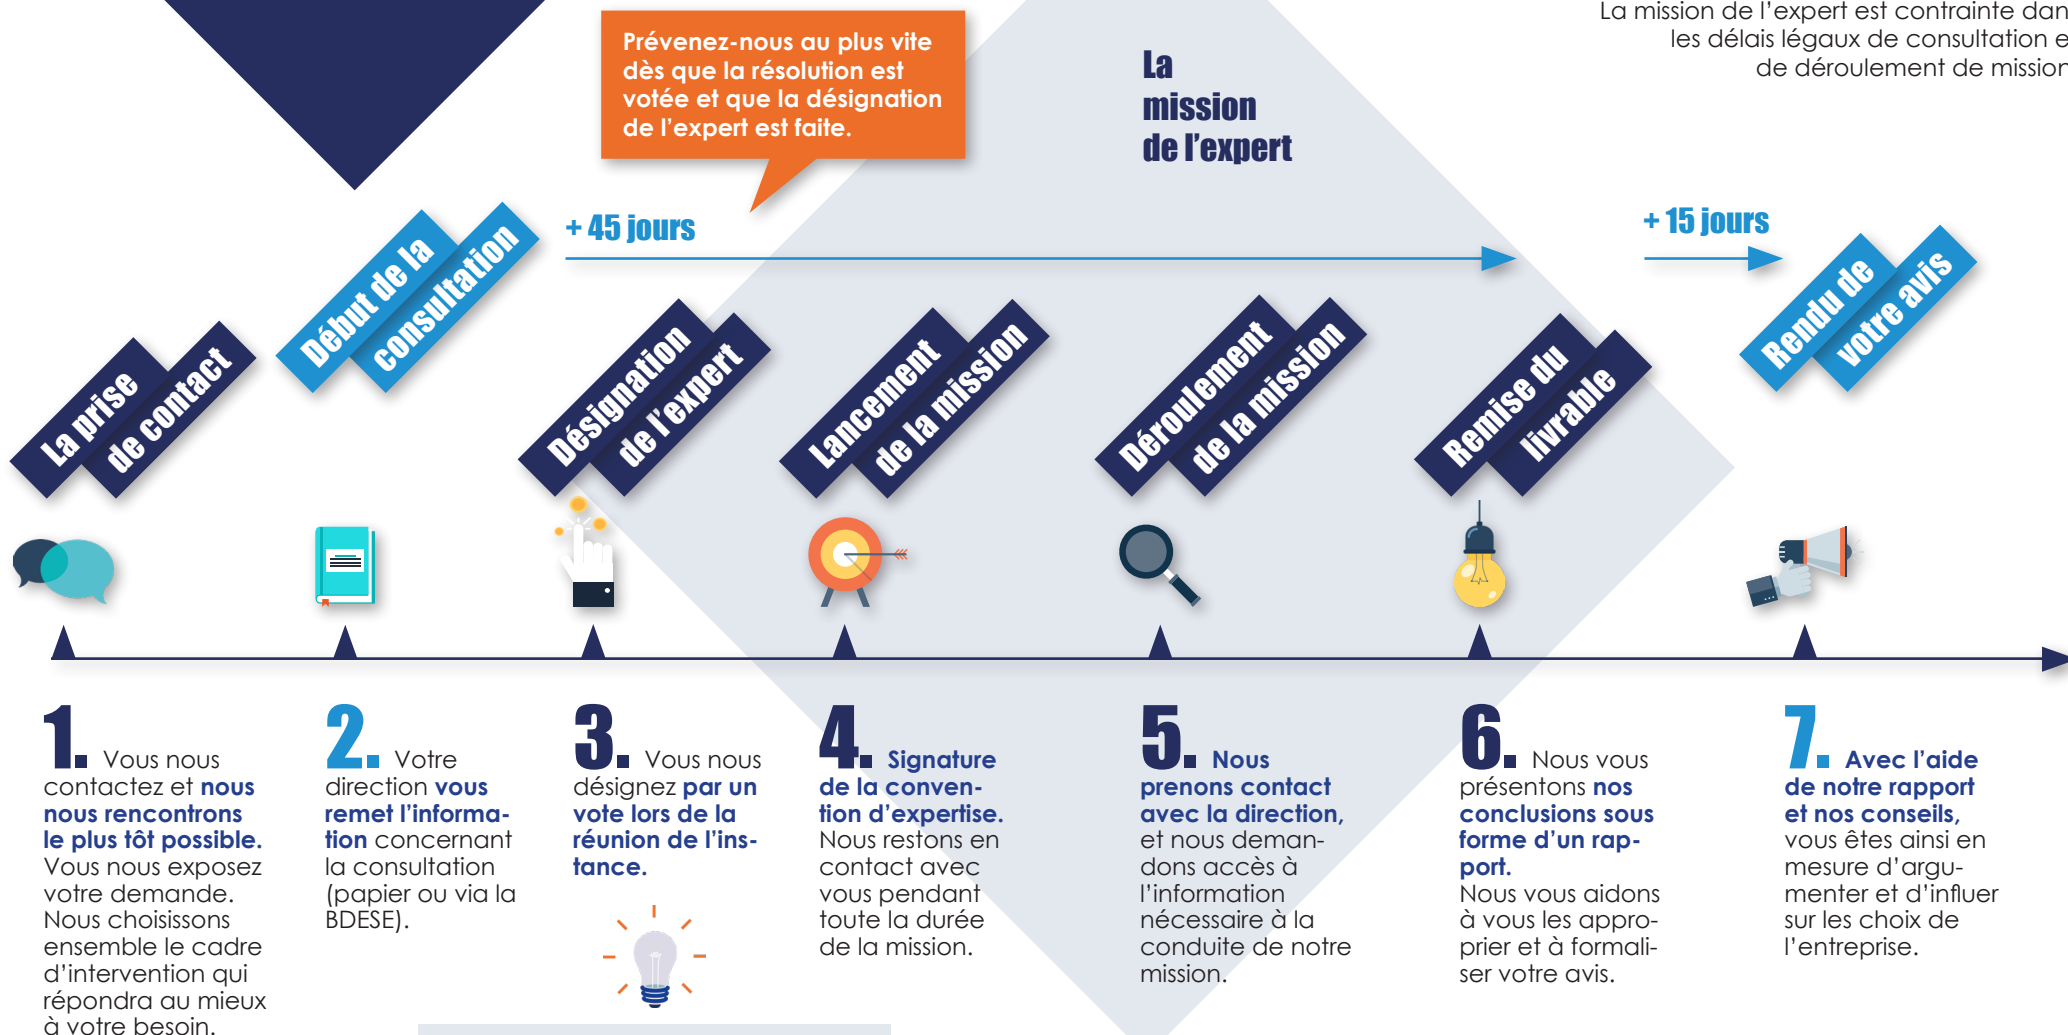 La mission de l'expert est contrainte dan
les délais légaux de consultation e
de déroulement de mission
Prévenez-nous au plus vite
dès que la résolution est
votée et que la désignation
de l'expert est faite.
La
mission
de l'expert
+ 45 jours
+ 15 jours
La prise
de contact
Début de la
consultation
Désignation
de l'expert
Lancement
de la mission
Déroulement
de la mission
Remise du
livrable
Rendu de
votre avis
1. Vous nous
contactez et nous
nous rencontrons
le plus tôt possible.
Vous nous exposez
votre demande.
Nous choisissons
ensemble le cadre
d'intervention qui
répondra au mieux
à votre besoin.
2. Votre
direction vous
remet l'informa-
tion concernant
la consultation
(papier ou via la
BDESE).
3. Vous nous
désignez par un
vote lors de la
réunion de l'ins-
tance.
4. Signature
de la conven-
tion d'expertise.
Nous restons en
contact avec
vous pendant
toute la durée
de la mission.
5. Nous
prenons contact
avec la direction,
et nous deman-
dons accès à
l'information
nécessaire à la
conduite de notre
mission.
6. Nous vous
présentons nos
conclusions sous
forme d'un rap-
port.
Nous vous aidons
à vous les appro-
prier et à formali-
ser votre avis.
7. Avec l'aide
de notre rapport
et nos conseils,
vous êtes ainsi en
mesure d'argu-
menter et d'influer
sur les choix de
l'entreprise.